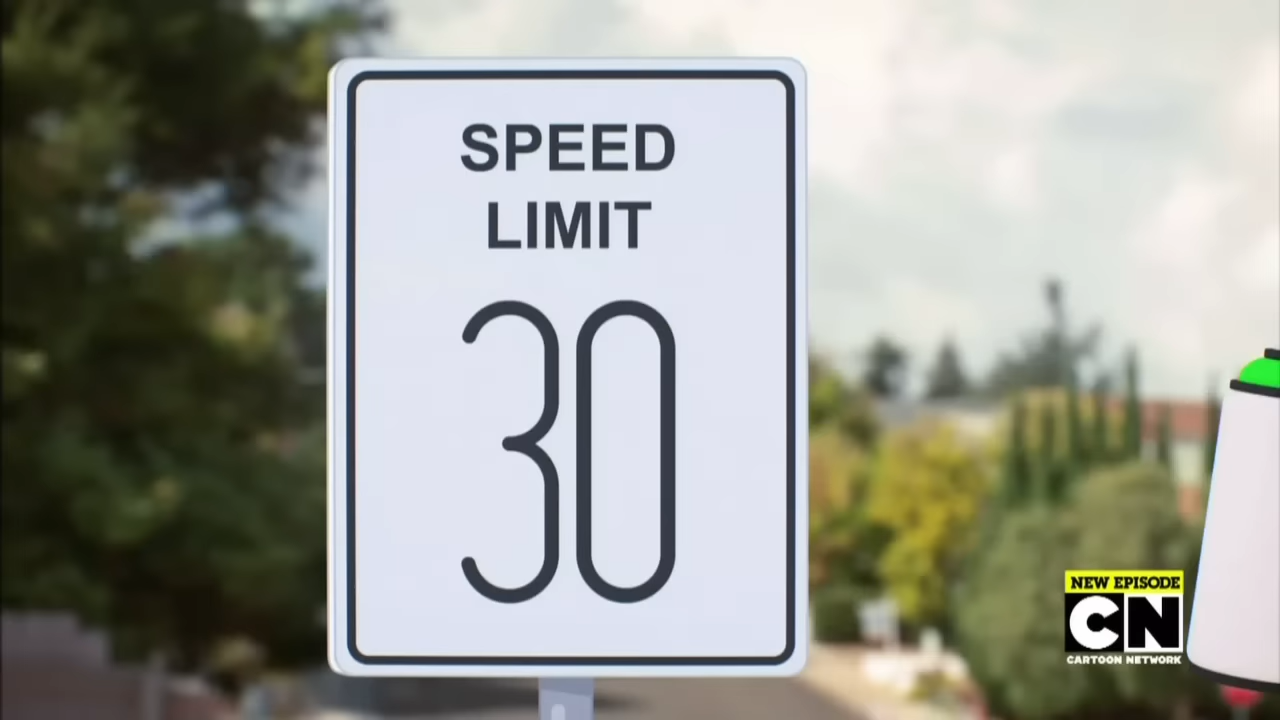 SPEED
LIMIT
30
NEW EPISODE
CN
CARTOON NETWORK